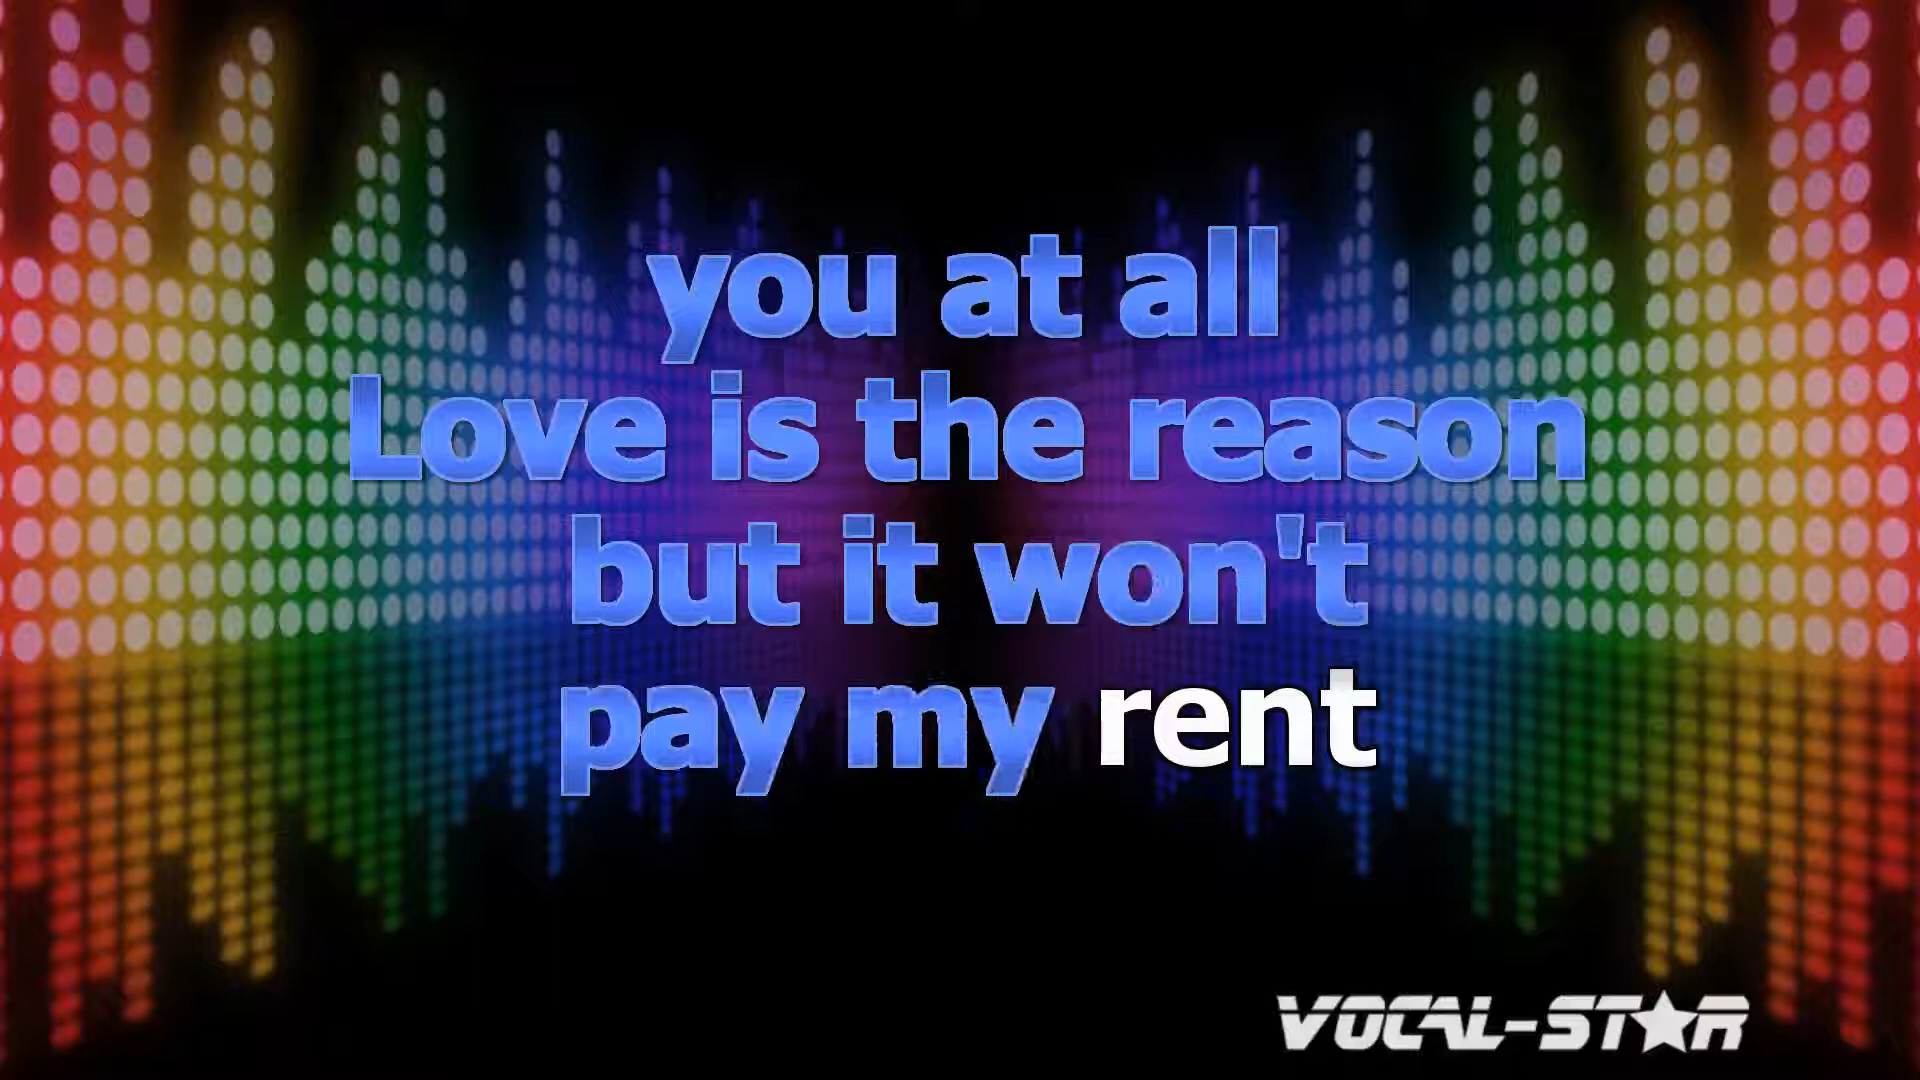 you at all
Love is the reason
but it won't
pay my rent
VOCAL-STAR